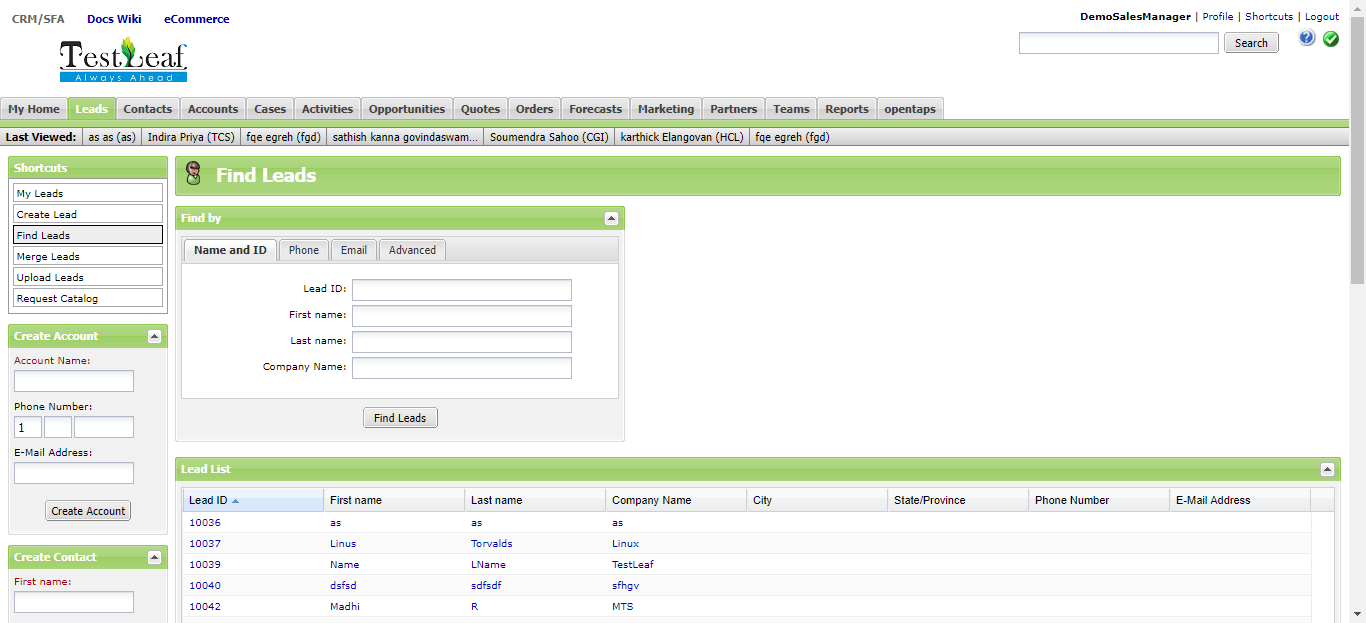 CRM/SFA Docs Wiki eCommerce
DemoSalesManager | Profile | Shortcuts | Logout
Search
TestLeaf
Always Ahead
My Home Leads Contacts Accounts Cases Activities Opportunities Quotes Orders Forecasts Marketing Partners Teams Reports opentaps
Last Viewed: as as (as) Indira Priya (TCS) fqe egreh (fgd) sathish kanna govindaswam... Soumendra Sahoo (CGI) karthick Elangovan (HCL) fqe egreh (fgd)
Shortcuts
My Leads
Create Lead
Find Leads
Merge Leads
Upload Leads
Request Catalog
Create Account
Account Name:
Phone Number:
1
E-Mail Address:
Create Account
Create Contact
First name:
Find Leads
Find by
Name and ID Phone Email Advanced
Lead ID:
First name:
Last name:
Company Name:
Find Leads
Lead List
Lead ID First name Last name Company Name City State/Province Phone Number E-Mail Address
10036 as as as
10037 Linus Torvalds Linux
10039 Name LName TestLeaf
10040 dsfsd sdfsdf sfhgv
10042 Madhi R MTS